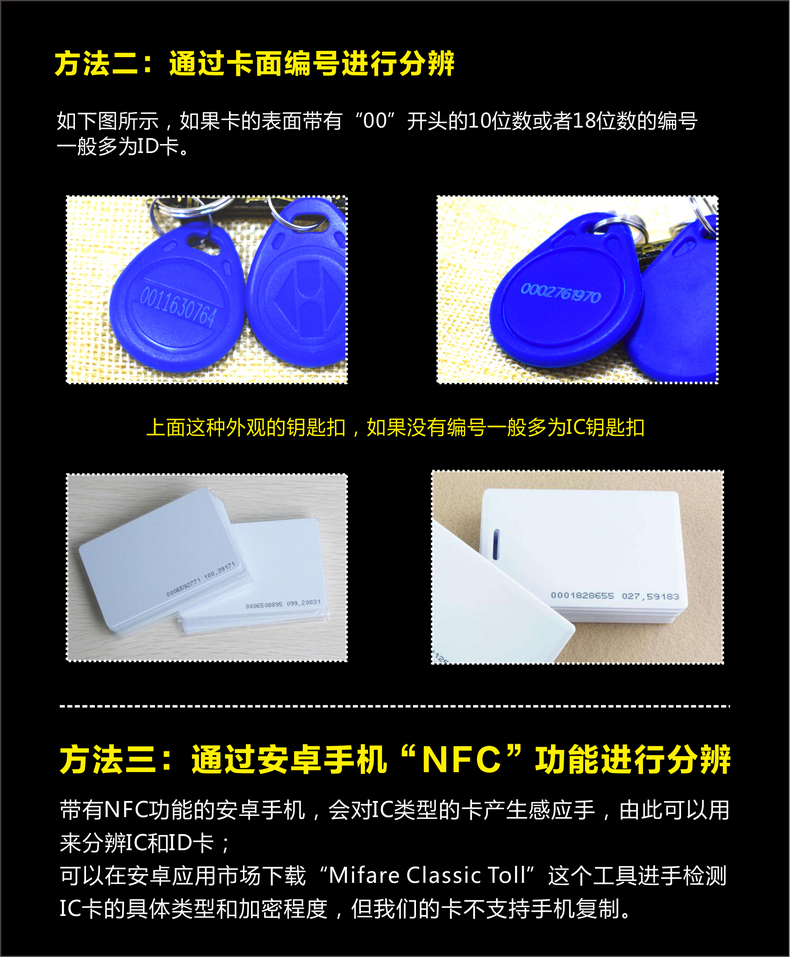 方法二：通过卡面编号进行分辨
如下图所示，如果卡的表面带有“00”开头的10位数或者18位数的编号
一般多为ID卡。
0011630764
0002761970
上面这种外观的钥匙扣，如果没有编号一般多为IC钥匙扣
0006592771 100,39171
0006508895 099,20831
0001828655 027,59183
方法三：通过安卓手机“NFC”功能进行分辨
带有NFC功能的安卓手机，会对IC类型的卡产生感应手，由此可以用
来分辨IC和ID卡；
可以在安卓应用市场下载“Mifare Classic Toll”这个工具进手检测
IC卡的具体类型和加密程度，但我们的卡不支持手机复制。